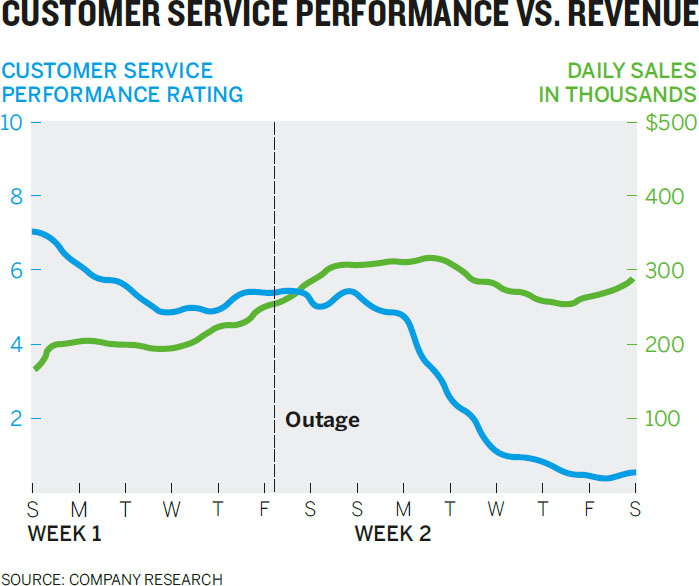 CUSTOMER SERVICE PERFORMANCE VS. REVENUE
CUSTOMER SERVICE
PERFORMANCE RATING
DAILY SALES
IN THOUSANDS
10
$500
8
400
6
300
4
200
2
100
Outage
S M T W T F S S M T W T F S
WEEK 1
WEEK 2
SOURCE: COMPANY RESEARCH